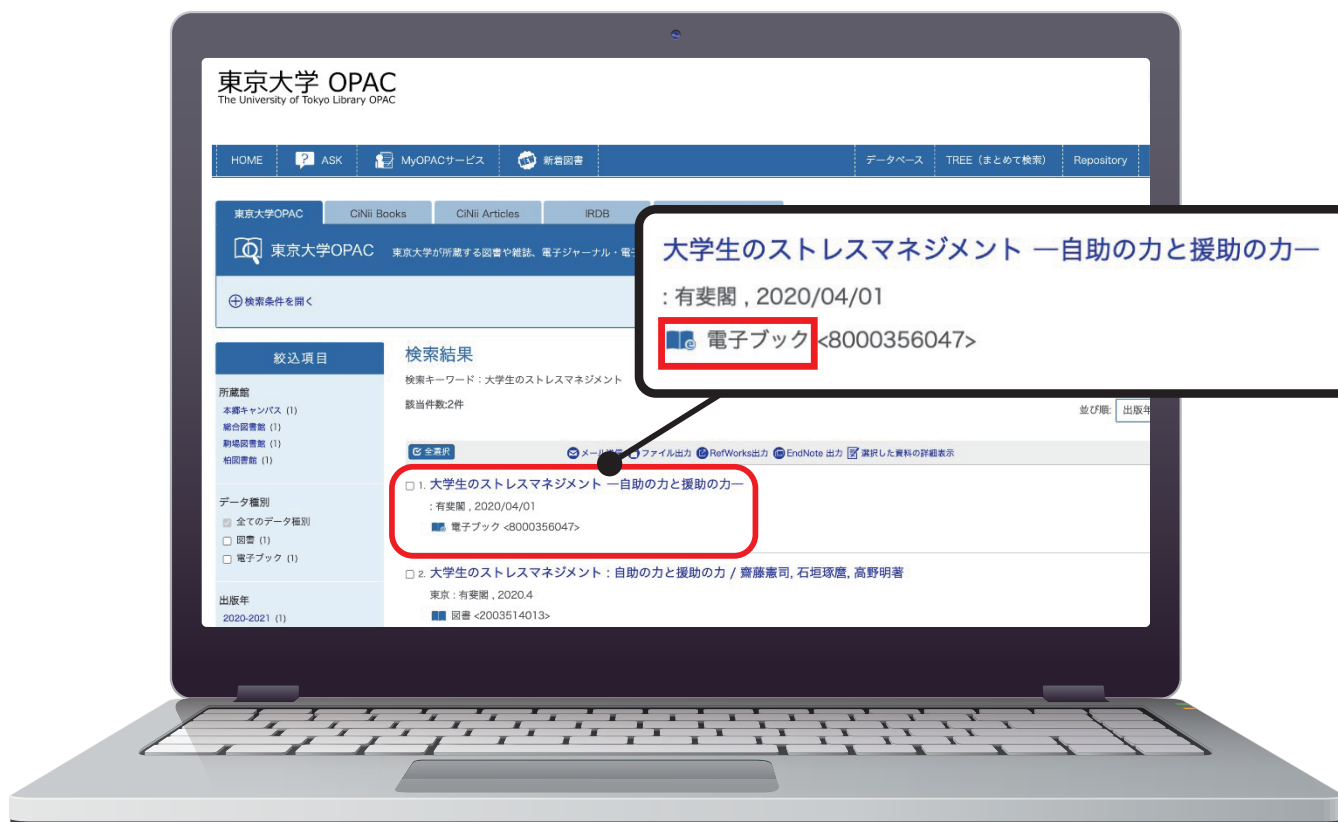 東京大学 OPAC
The University of Tokyo Library OPAC
HOME
? ASK
MyOPACサービス
NEW 新着図書
データベース
TREE（まとめて検索）
Repository
東京大学OPAC
CiNii Books
CiNii Articles
IRDB
東京大学OPAC
東京大学が所蔵する図書や雑誌、電子ジャーナル・電
検索条件を開く
大学生のストレスマネジメント ―自助の力と援助の力―
: 有斐閣 , 2020/04/01
電子ブック <8000356047>
絞込項目
所蔵館
本郷キャンパス (1)
総合図書館 (1)
駒場図書館 (1)
柏図書館 (1)
データ種別
全てのデータ種別
図書 (1)
電子ブック (1)
出版年
2020-2021 (1)
検索結果
検索キーワード：大学生のストレスマネジメント
該当件数:2件
並び順: 出版年
全選択
メール
ファイル出力
RefWorks出力
EndNote 出力
選択した資料の詳細表示
1. 大学生のストレスマネジメント ―自助の力と援助の力―
: 有斐閣 , 2020/04/01
電子ブック <8000356047>
2. 大学生のストレスマネジメント : 自助の力と援助の力 / 齋藤憲司, 石垣琢麿, 高野明著
東京 : 有斐閣 , 2020.4
図書 <2003514013>